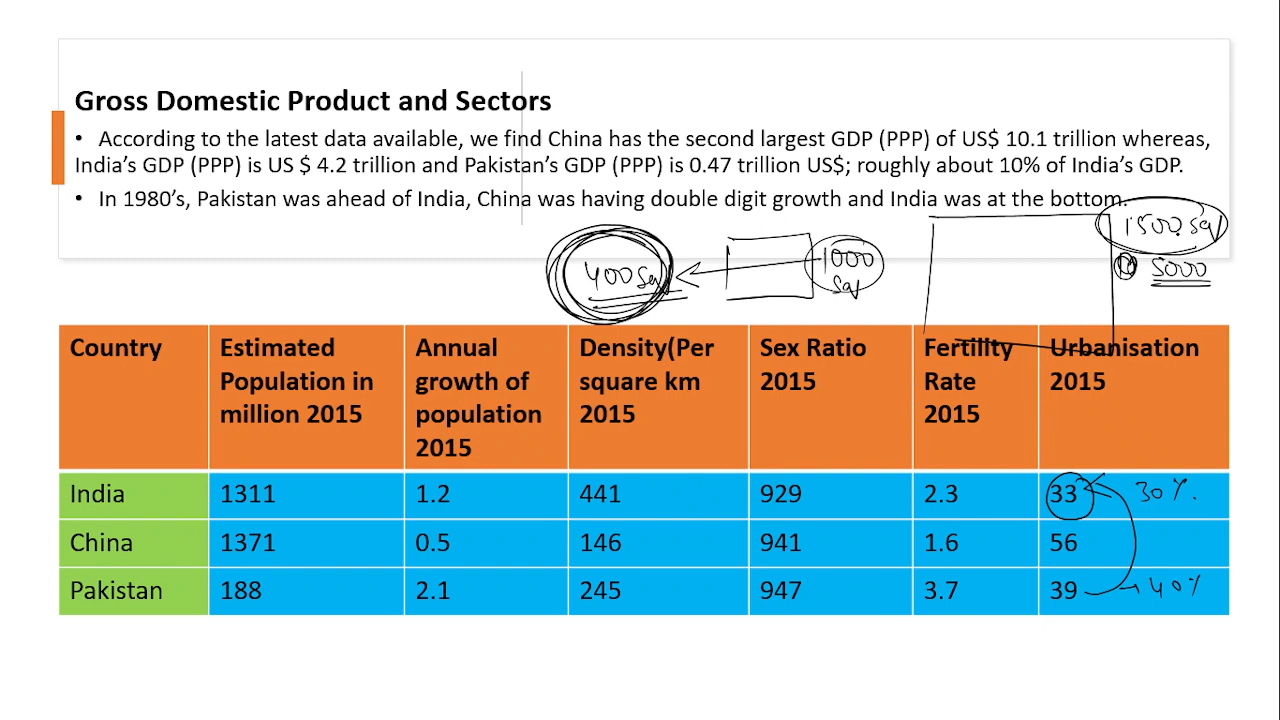 Gross Domestic Product and Sectors
• According to the latest data available, we find China has the second largest GDP (PPP) of US$ 10.1 trillion whereas,
India's GDP (PPP) is US $ 4.2 trillion and Pakistan's GDP (PPP) is 0.47 trillion US$; roughly about 10% of India's GDP.
• In 1980's, Pakistan was ahead of India, China was having double digit growth and India was at the bottom.
1500 sq
400 sq
1000
sq
5000
Country Estimated Population in million 2015 Annual growth of population 2015 Density(Per square km 2015 Sex Ratio 2015 Fertility Rate 2015 Urbanisation 2015
India 1311 1.2 441 929 2.3 33 30%.
China 1371 0.5 146 941 1.6 56
Pakistan 188 2.1 245 947 3.7 39 40%